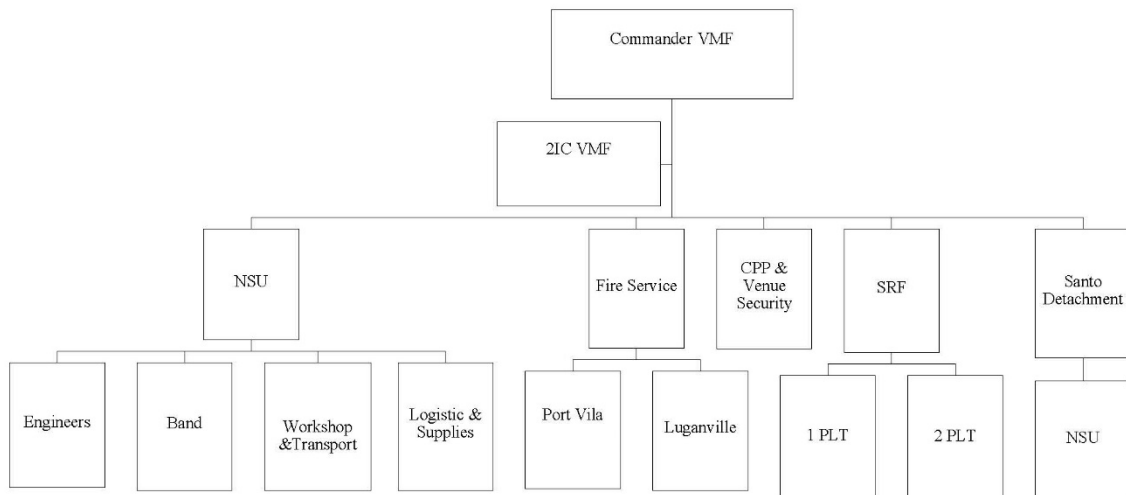 Commander VMF
2IC VMF
NSU
Fire Service
CPP &
Venue
Security
SRF
Santo
Detachment
Engineers
Band
Workshop
&Transport
Logistic &
Supplies
Port Vila
Luganville
1 PLT
2 PLT
NSU